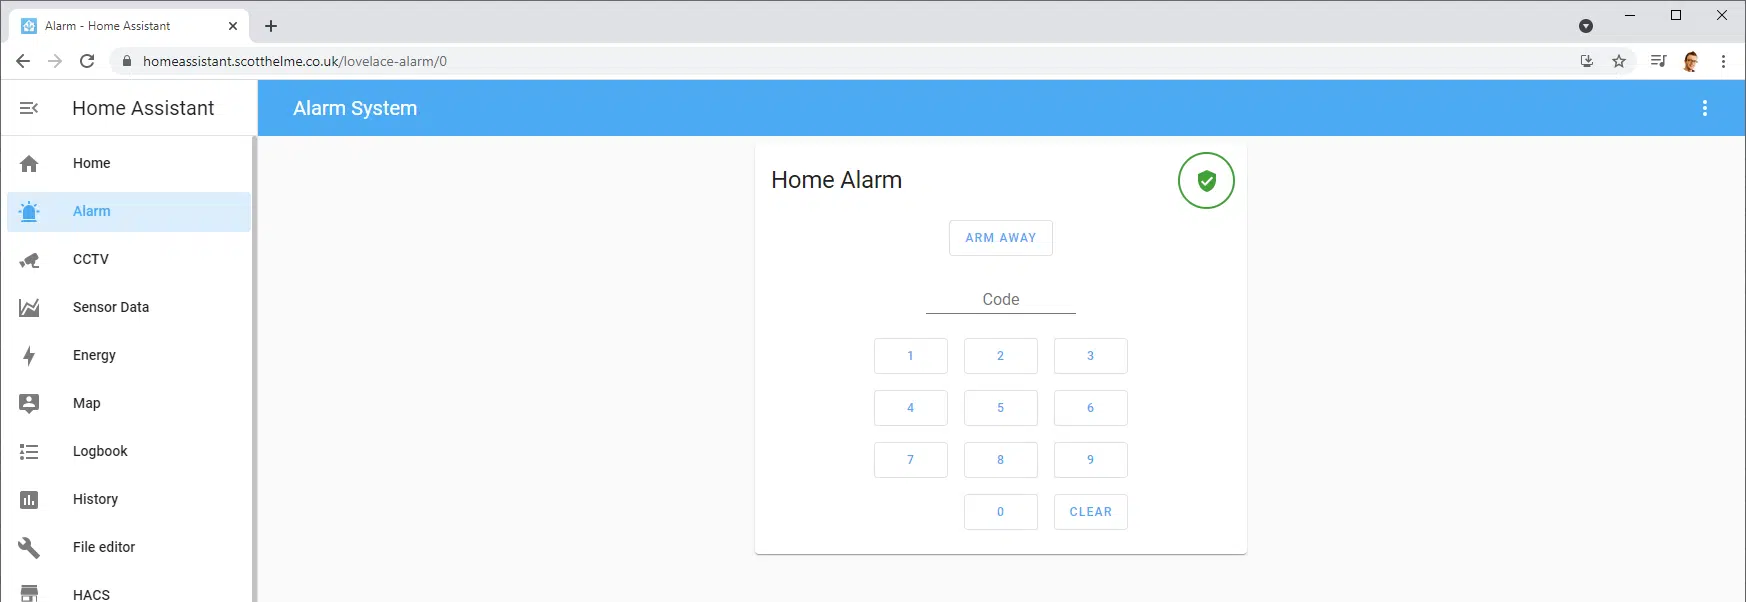 Alarm - Home Assistant
homeassistant.scotthelme.co.uk/lovelace-alarm/0
Home Assistant
Alarm System
Home
Alarm
CCTV
Sensor Data
Energy
Map
Logbook
History
File editor
HACS
Home Alarm
ARM AWAY
Code
1 2 3
4 5 6
7 8 9
0 CLEAR